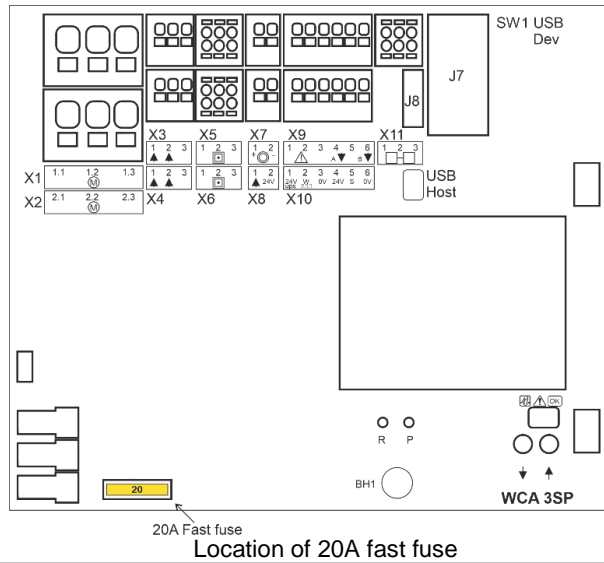 SW1 USB
Dev
J7
J8
X3 X5 X7 X9 X11
1 2 3 1 2 3 1 2 1 2 3 4 5 6 1 2 3
+ - A B
X1 1.1 1.2 1.3
M
1 2 3 1 2 3 1 2 1 2 3 4 5 6
24V 24V W 0V 24V S 0V
USB
Host
X2 2.1 2.2 2.3
M
X4 X6 X8 X10
OK
R P
BH1
WCA 3SP
20
20A Fast fuse
Location of 20A fast fuse